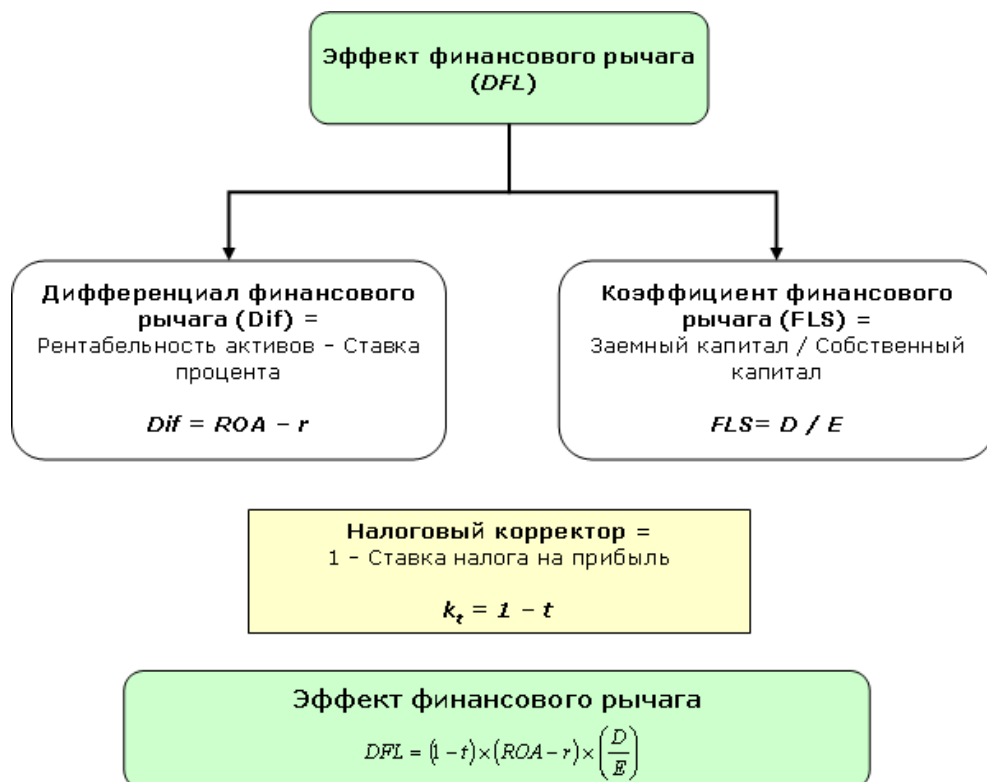 Эффект финансового рычага
(DFL)
Дифференциал финансового
рычага (Dif) =
Рентабельность активов – Ставка
процента
Dif = ROA – r
Коэффициент финансового
рычага (FLS) =
Заемный капитал / Собственный
капитал
FLS= D / E
Налоговый корректор =
1 – Ставка налога на прибыль
kₜ = 1 – t
Эффект финансового рычага
DFL = (1 – t) × (ROA – r) × (D/E)